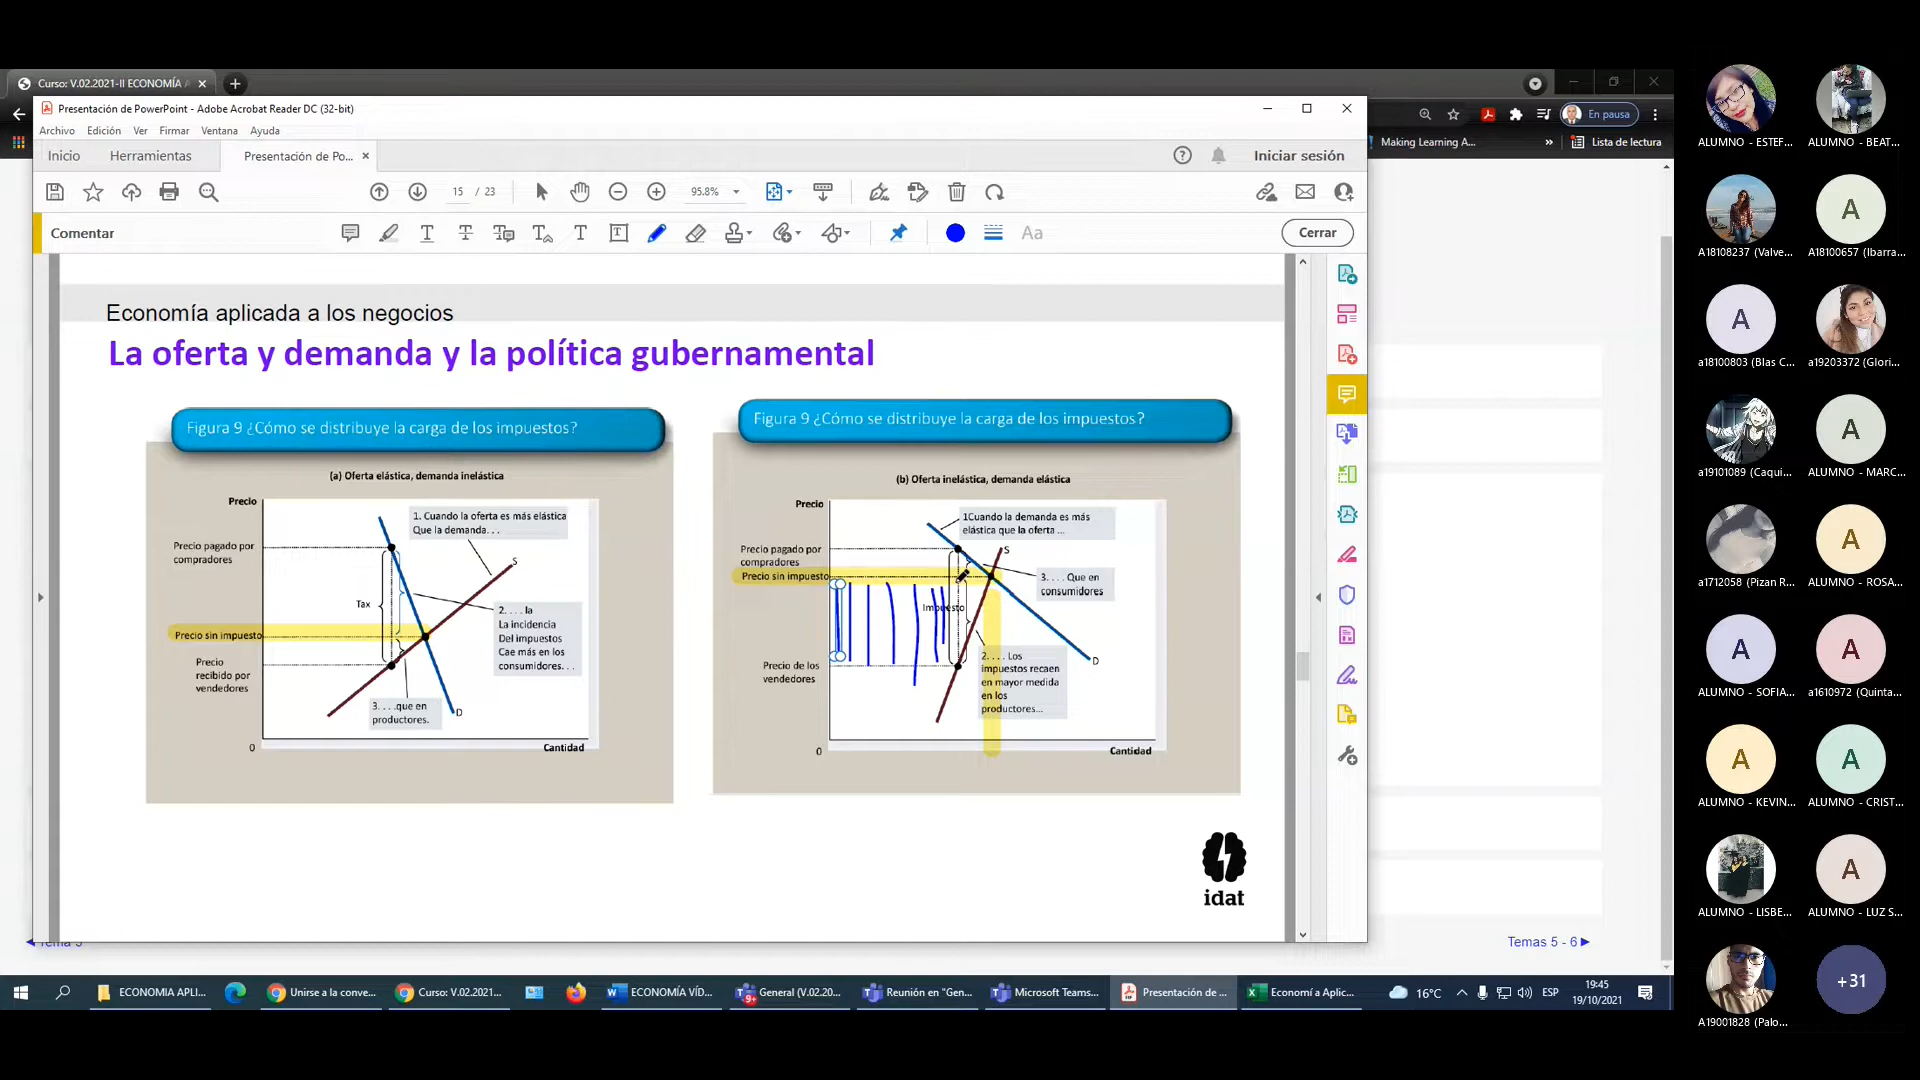 Curso: V.02.2021-II ECONOMÍA A
Presentación de PowerPoint - Adobe Acrobat Reader DC (32-bit)
Archivo Edición Ver Firmar Ventana Ayuda
Inicio Herramientas Presentación de Po... Iniciar sesión
15 / 23 95.8%
Comentar Aa Cerrar
En pausa
Making Learning A... » Lista de lectura
Economía aplicada a los negocios
La oferta y demanda y la política gubernamental
Figura 9 ¿Cómo se distribuye la carga de los impuestos?
(a) Oferta elástica, demanda inelástica
Precio
1. Cuando la oferta es más elástica
Que la demanda. . .
Precio pagado por
compradores
S
Tax
2. . . . la
La incidencia
Del impuestos
Cae más en los
consumidores. . .
Precio sin impuesto
Precio
recibido por
vendedores
3. . . .que en
productores.
D
0
Cantidad
Figura 9 ¿Cómo se distribuye la carga de los impuestos?
(b) Oferta inelástica, demanda elástica
Precio
1Cuando la demanda es más
elástica que la oferta ...
Precio pagado por
compradores
S
Precio sin impuesto
3. . . . Que en
consumidores
Impuesto
Precio de los
vendedores
2. . . . Los
impuestos recaen
en mayor medida
en los
productores...
D
0
Cantidad
idat
Tema 3
Temas 5 - 6
ECONOMIA APLI...
Unirse a la conve...
Curso: V.02.2021...
ECONOMÍA VÍD...
General (V.02.20...
Reunión en "Gen...
Microsoft Teams...
Presentación de ...
Economí a Aplic...
16°C
ESP
19:45
19/10/2021
ALUMNO - ESTEF...
ALUMNO - BEAT...
A18108237 (Valve...
A
A18100657 (Ibarra...
A
a18100803 (Blas C...
a19203372 (Glori...
a19101089 (Caqui...
A
ALUMNO - MARC...
a1712058 (Pizan R...
A
ALUMNO - ROSA...
A
ALUMNO - SOFIA...
A
a1610972 (Quinta...
A
ALUMNO - KEVIN...
A
ALUMNO - CRIST...
ALUMNO - LISBE...
A
ALUMNO - LUZ S...
A19001828 (Palo...
+31